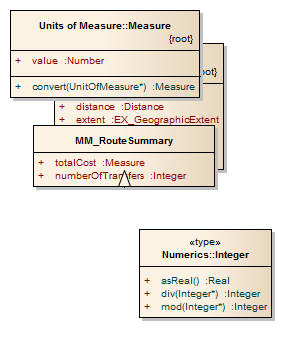 Units of Measure::Measure
{root}
+ value :Number
+ convert(UnitOfMeasure*) :Measure
oot}
+ distance :Distance
+ extent :EX_GeographicExtent
MM_RouteSummary
+ totalCost :Measure
+ numberOfTransfers :Integer
«type»
Numerics::Integer
+ asReal() :Real
+ div(Integer*) :Integer
+ mod(Integer*) :Integer